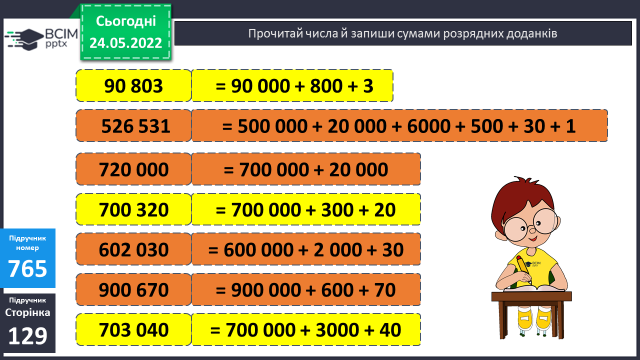 ВСІМ
pptx
Сьогодні
24.05.2022
Прочитай числа й запиши сумами розрядних доданків
90 803 = 90 000 + 800 + 3
526 531 = 500 000 + 20 000 + 6000 + 500 + 30 + 1
720 000 = 700 000 + 20 000
700 320 = 700 000 + 300 + 20
602 030 = 600 000 + 2 000 + 30
900 670 = 900 000 + 600 + 70
703 040 = 700 000 + 3000 + 40
Підручник
номер
765
Підручник
Сторінка
129